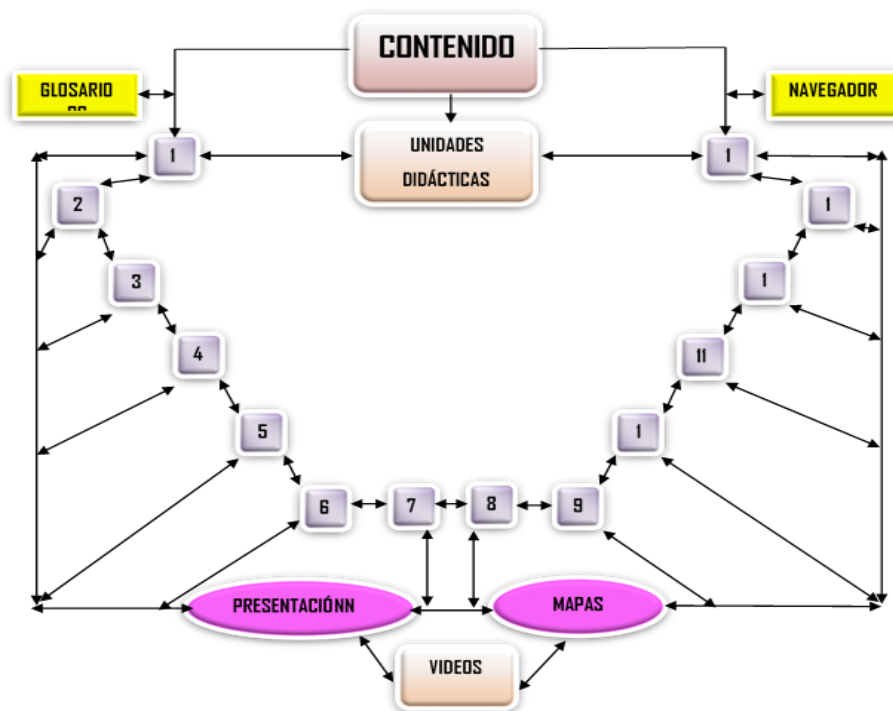 CONTENIDO
GLOSARIO
NAVEGADOR
UNIDADES
DIDÁCTICAS
1
1
2
1
3
1
4
11
5
1
6
7
8
9
PRESENTACIÓNN
MAPAS
VIDEOS